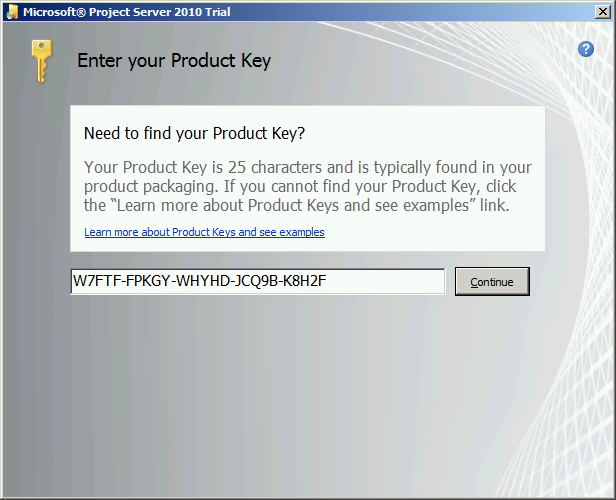 Microsoft® Project Server 2010 Trial
Enter your Product Key
Need to find your Product Key?
Your Product Key is 25 characters and is typically found in your
product packaging. If you cannot find your Product Key, click
the “Learn more about Product Keys and see examples” link.
Learn more about Product Keys and see examples
W7FTF-FPKGY-WHYHD-JCQ9B-K8H2F
Continue